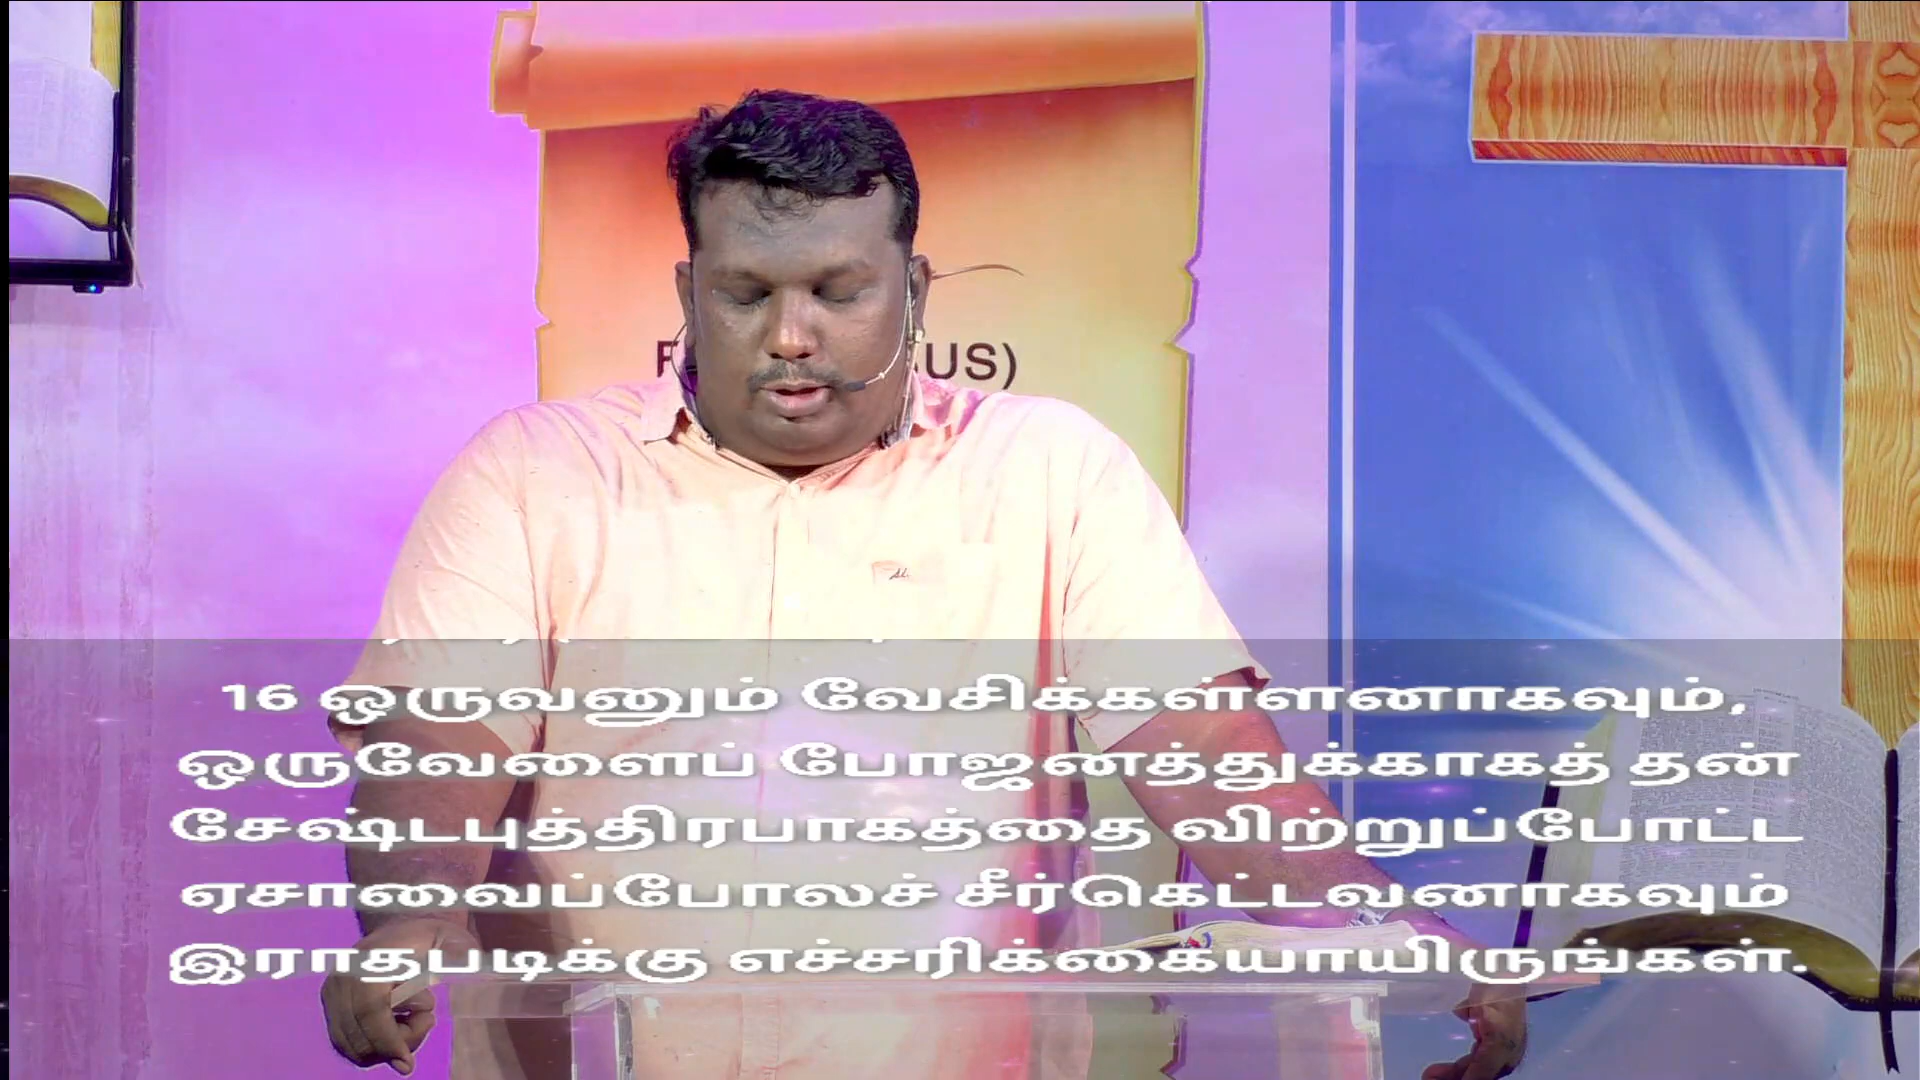 US)
16 ஒருவனும் வேசிக்கள்ளனாகவும்,
ஒருவேளைப் போஜனத்துக்காகத் தன்
சேஷ்டபுத்திரபாகத்தை விற்றுப்போட்ட
ஏசாவைப்போலச் சீர்கெட்டவனாகவும்
இராதபடிக்கு எச்சரிக்கையாயிருங்கள்.